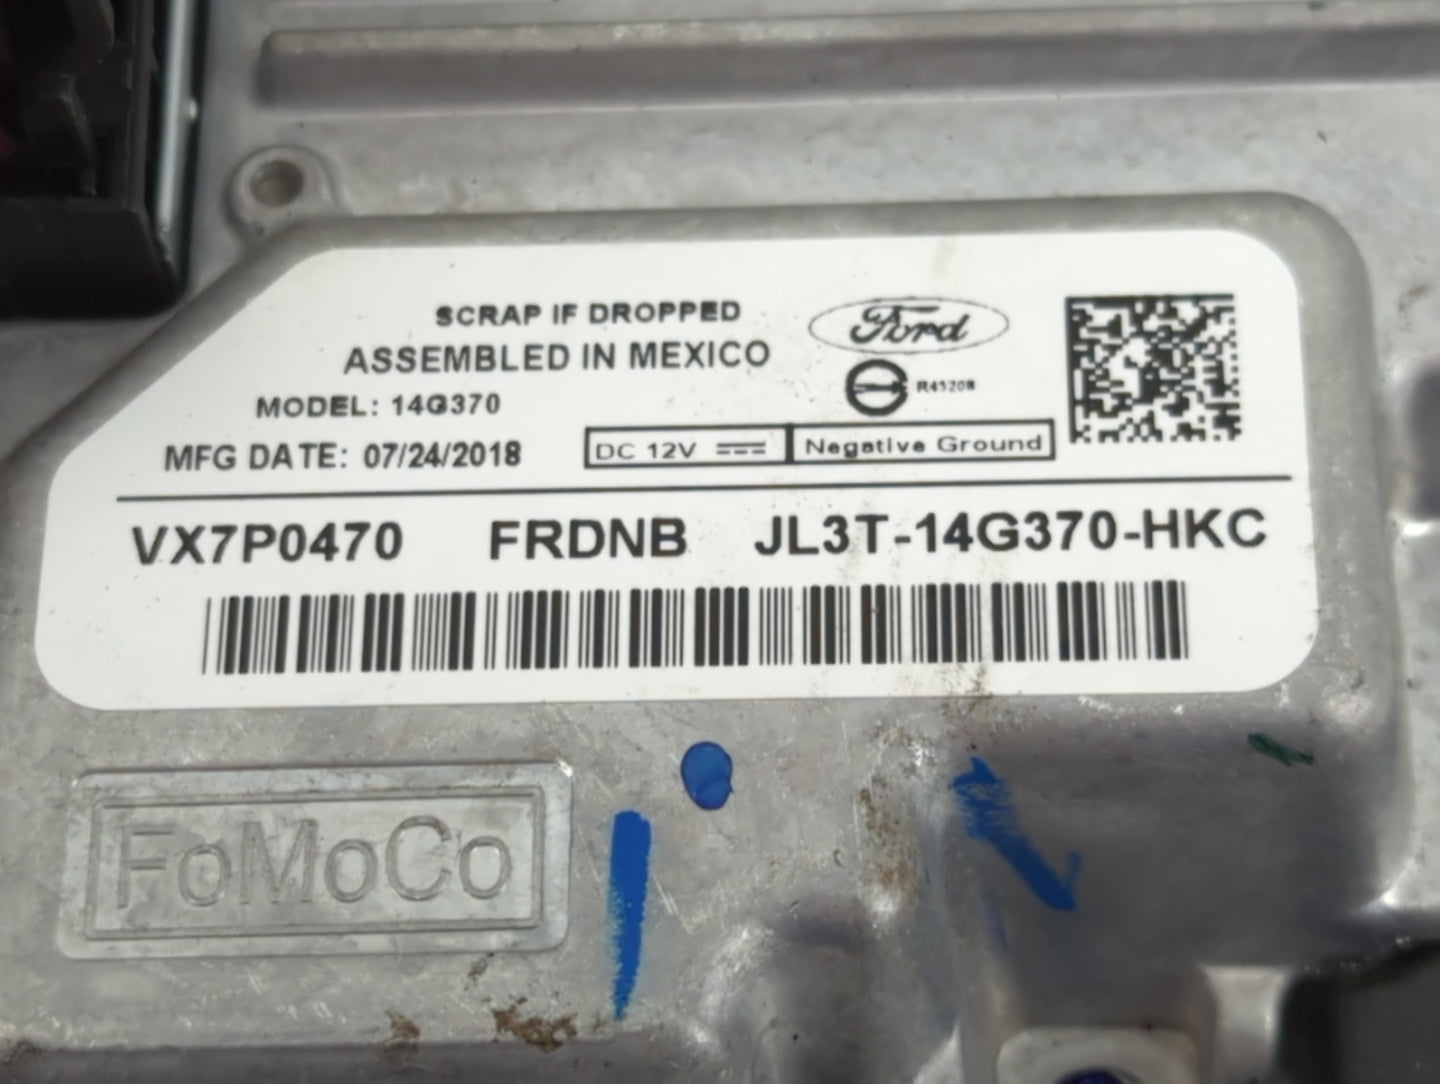 SCRAP IF DROPPED
ASSEMBLED IN MEXICO
Ford
MODEL: 14G370
MFG DATE: 07/24/2018
DC 12V Negative Ground
VX7P0470 FRDNB JL3T-14G370-HKC
FoMoCo